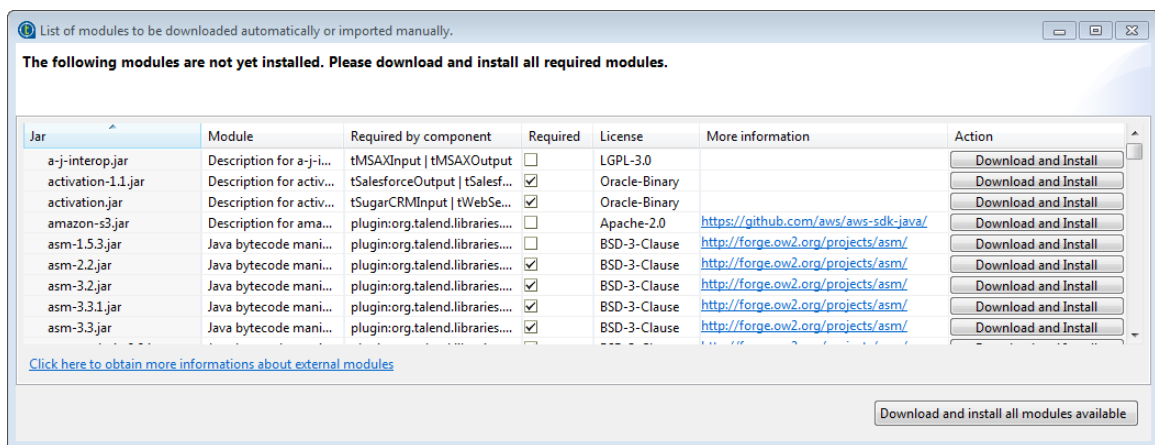 List of modules to be downloaded automatically or imported manually.
The following modules are not yet installed. Please download and install all required modules.
Jar Module Required by component Required License More information Action
a-j-interop.jar Description for a-j-i... tMSAXInput | tMSAXOutput LGPL-3.0 Download and Install
activation-1.1.jar Description for activ... tSalesforceOutput | tSalesf... Oracle-Binary Download and Install
activation.jar Description for activ... tSugarCRMInput | tWebSe... Oracle-Binary Download and Install
amazon-s3.jar Description for ama... plugin:org.talend.libraries.... Apache-2.0 https://github.com/aws/aws-sdk-java/ Download and Install
asm-1.5.3.jar Java bytecode mani... plugin:org.talend.libraries.... BSD-3-Clause http://forge.ow2.org/projects/asm/ Download and Install
asm-2.2.jar Java bytecode mani... plugin:org.talend.libraries.... BSD-3-Clause http://forge.ow2.org/projects/asm/ Download and Install
asm-3.2.jar Java bytecode mani... plugin:org.talend.libraries.... BSD-3-Clause http://forge.ow2.org/projects/asm/ Download and Install
asm-3.3.1.jar Java bytecode mani... plugin:org.talend.libraries.... BSD-3-Clause http://forge.ow2.org/projects/asm/ Download and Install
asm-3.3.jar Java bytecode mani... plugin:org.talend.libraries.... BSD-3-Clause http://forge.ow2.org/projects/asm/ Download and Install
Click here to obtain more informations about external modules
Download and install all modules available